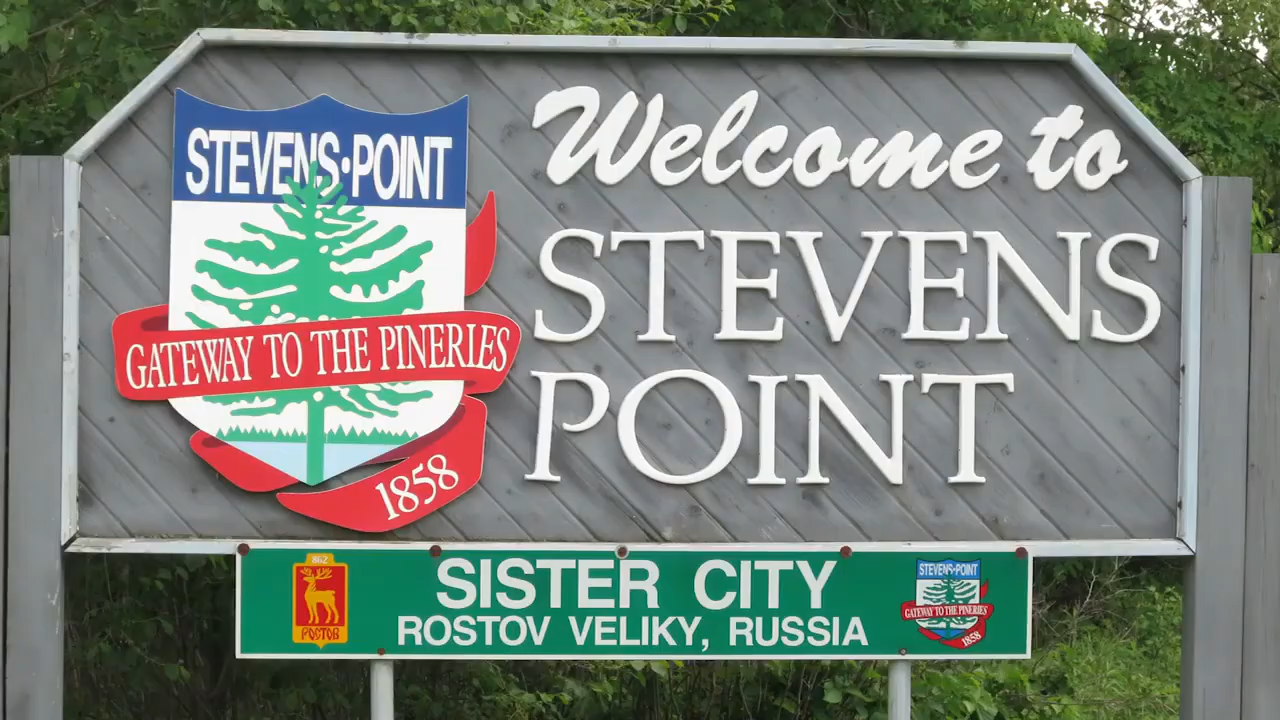 STEVENS·POINT
GATEWAY TO THE PINERIES
1858
Welcome to
STEVENS
POINT
862
РОСТОВ
SISTER CITY
ROSTOV VELIKY, RUSSIA
STEVENS·POINT
GATEWAY TO THE PINERIES
1858